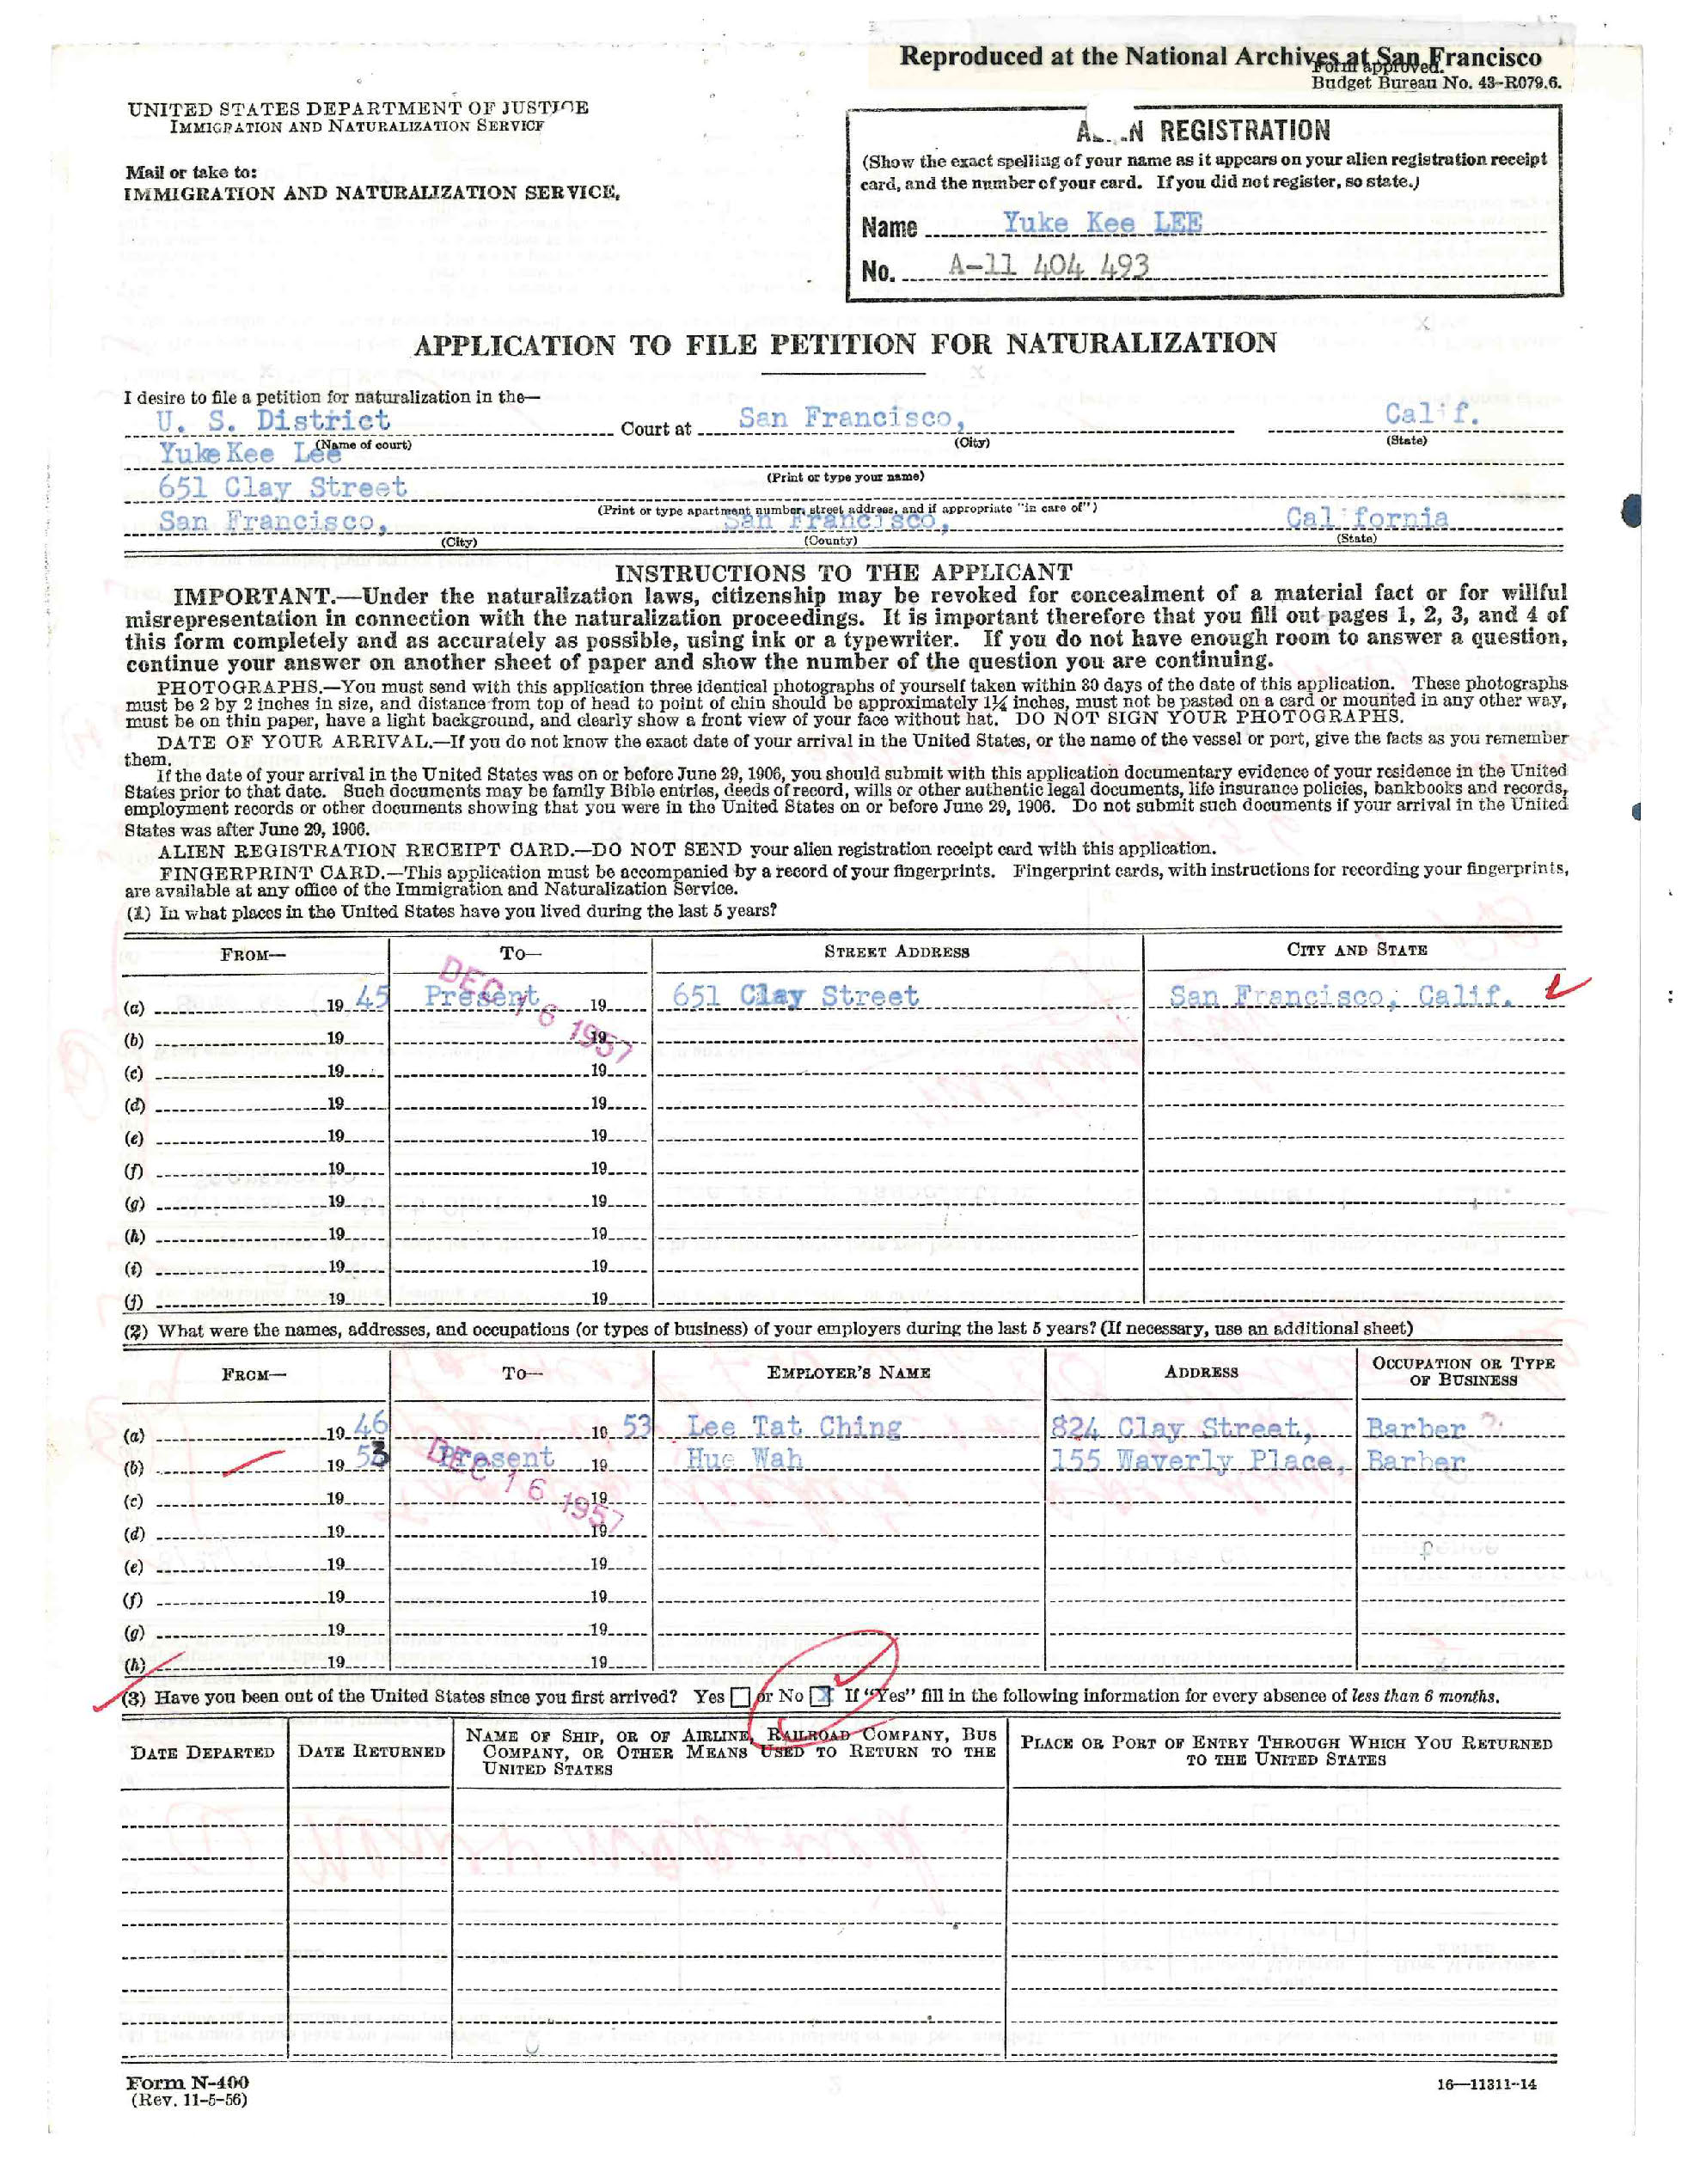 Reproduced at the National Archives at San Francisco
Form approved.
Budget Bureau No. 43-R079.6.
UNITED STATES DEPARTMENT OF JUSTICE
IMMIGRATION AND NATURALIZATION SERVICE
Mail or take to:
IMMIGRATION AND NATURALIZATION SERVICE,
REGISTRATION
(Show the exact spelling of your name as it appears on your alien registration receipt
card, and the number of your card. If you did not register, so state.)
Name Yuke Kee LEE
No. A-11 404 493
APPLICATION TO FILE PETITION FOR NATURALIZATION
I desire to file a petition for naturalization in the—
U. S. District Court at San Francisco, Calif.
(Name of court) (City) (State)
Yuke Kee Lee
(Print or type your name)
651 Clay Street
(Print or type apartment number, street address, and if appropriate "in care of")
San Francisco, San Francisco, California
(City) (County) (State)
INSTRUCTIONS TO THE APPLICANT
IMPORTANT.—Under the naturalization laws, citizenship may be revoked for concealment of a material fact or for willful
misrepresentation in connection with the naturalization proceedings. It is important therefore that you fill out pages 1, 2, 3, and 4 of
this form completely and as accurately as possible, using ink or a typewriter. If you do not have enough room to answer a question,
continue your answer on another sheet of paper and show the number of the question you are continuing.
PHOTOGRAPHS.—You must send with this application three identical photographs of yourself taken within 30 days of the date of this application. These photographs
must be 2 by 2 inches in size, and distance from top of head to point of chin should be approximately 1¼ inches, must not be pasted on a card or mounted in any other way,
must be on thin paper, have a light background, and clearly show a front view of your face without hat. DO NOT SIGN YOUR PHOTOGRAPHS.
DATE OF YOUR ARRIVAL.—If you do not know the exact date of your arrival in the United States, or the name of the vessel or port, give the facts as you remember
them.
If the date of your arrival in the United States was on or before June 29, 1906, you should submit with this application documentary evidence of your residence in the United
States prior to that date. Such documents may be family Bible entries, deeds of record, wills or other authentic legal documents, life insurance policies, bankbooks and records,
employment records or other documents showing that you were in the United States on or before June 29, 1906. Do not submit such documents if your arrival in the United
States was after June 29, 1906.
ALIEN REGISTRATION RECEIPT CARD.—DO NOT SEND your alien registration receipt card with this application.
FINGERPRINT CARD.—This application must be accompanied by a record of your fingerprints. Fingerprint cards, with instructions for recording your fingerprints,
are available at any office of the Immigration and Naturalization Service.
(1) In what places in the United States have you lived during the last 5 years?
FROM— TO— STREET ADDRESS CITY AND STATE
(a) 19 45 Present 19 651 Clay Street San Francisco, Calif.
DEC 16 1957
(b) 19 19
(c) 19 19
(d) 19 19
(e) 19 19
(f) 19 19
(g) 19 19
(h) 19 19
(i) 19 19
(j) 19 19
(2) What were the names, addresses, and occupations (or types of business) of your employers during the last 5 years? (If necessary, use an additional sheet)
FROM— TO— EMPLOYER'S NAME ADDRESS OCCUPATION OR TYPE
OF BUSINESS
(a) 19 46 19 53 Lee Tat Ching 824 Clay Street, Barber
(b) 19 53 Present 19 Hue Wah 155 Waverly Place, Barber
DEC 16 1957
(c) 19 19
(d) 19 19
(e) 19 19
(f) 19 19
(g) 19 19
(h) 19 19
(3) Have you been out of the United States since you first arrived? Yes or No X If "Yes" fill in the following information for every absence of less than 6 months.
DATE DEPARTED DATE RETURNED
NAME OF SHIP, OR OF AIRLINE, RAILROAD COMPANY, BUS
COMPANY, OR OTHER MEANS USED TO RETURN TO THE
UNITED STATES
PLACE OR PORT OF ENTRY THROUGH WHICH YOU RETURNED
TO THE UNITED STATES
Form N-400
(Rev. 11-5-56)
16—11311-14